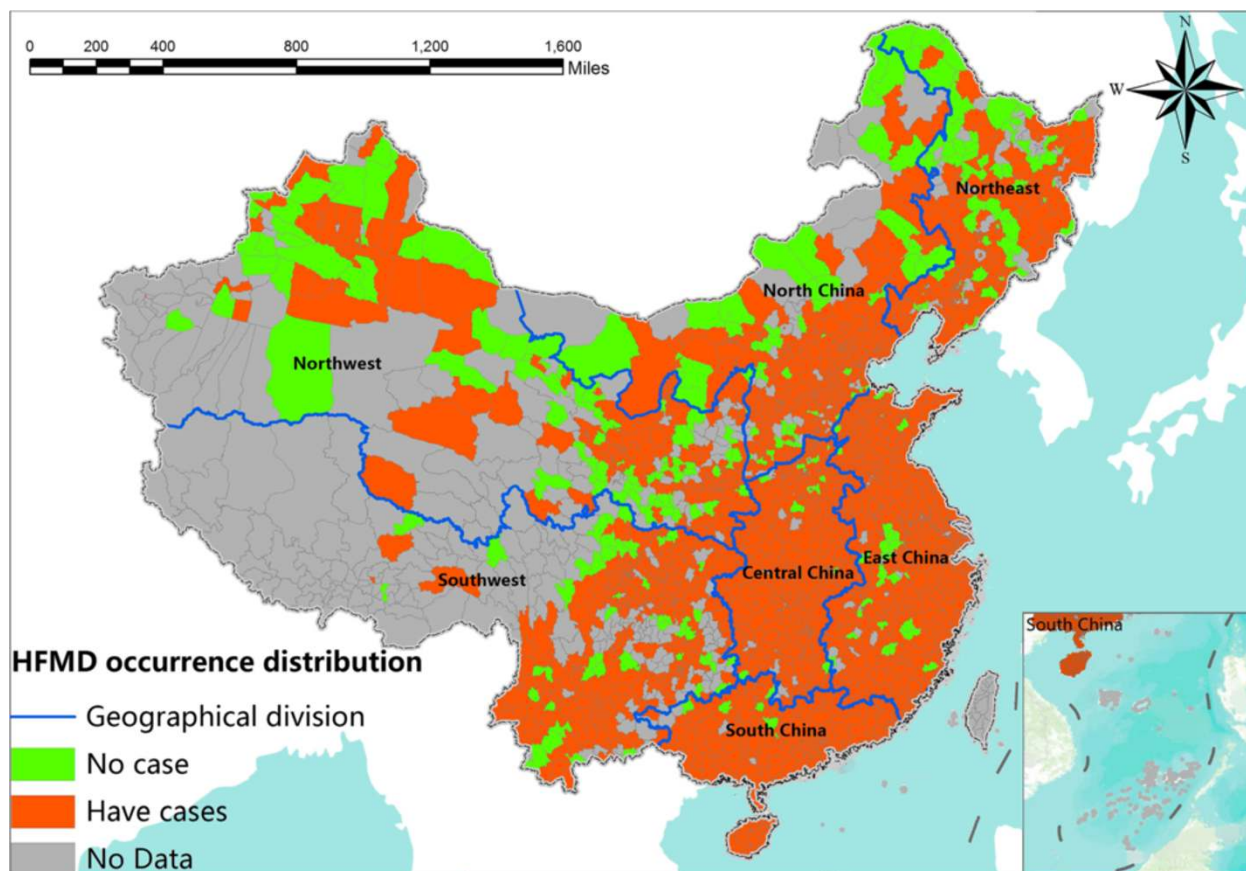 0 200 400 800 1,200 1,600
Miles
N
W
S
Northeast
North China
Northwest
Southwest
Central China
East China
South China
South China
HFMD occurrence distribution
Geographical division
No case
Have cases
No Data